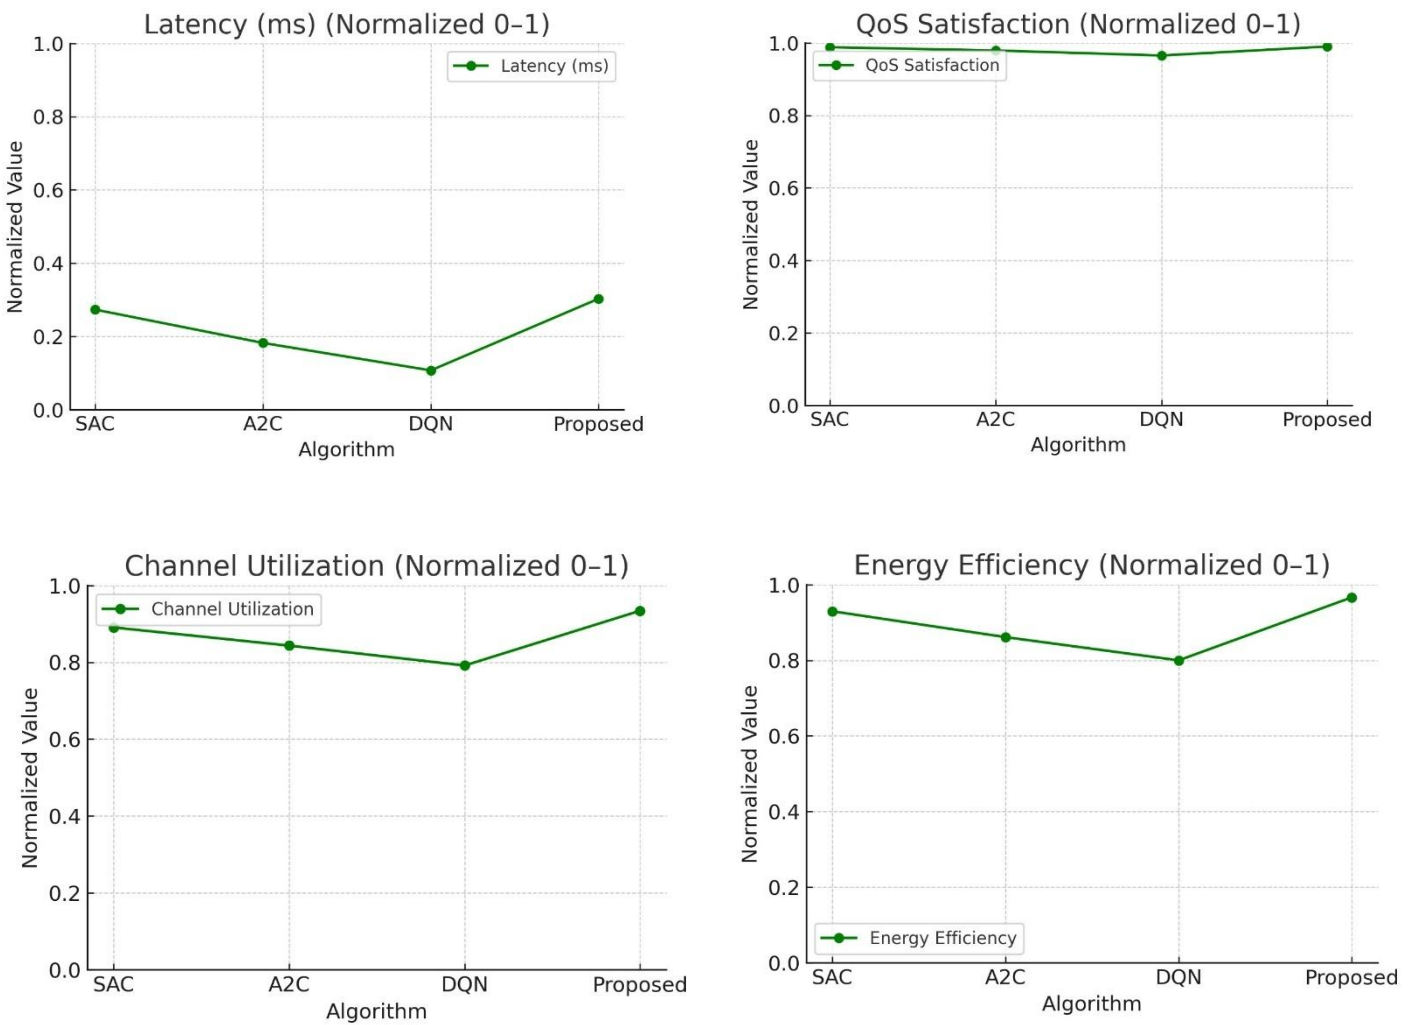 Latency (ms) (Normalized 0–1)
1.0
0.8
0.6
0.4
0.2
0.0
Normalized Value
Latency (ms)
SAC A2C DQN Proposed
Algorithm
QoS Satisfaction (Normalized 0–1)
1.0
0.8
0.6
0.4
0.2
0.0
Normalized Value
QoS Satisfaction
SAC A2C DQN Proposed
Algorithm
Channel Utilization (Normalized 0–1)
1.0
0.8
0.6
0.4
0.2
0.0
Normalized Value
Channel Utilization
SAC A2C DQN Proposed
Algorithm
Energy Efficiency (Normalized 0–1)
1.0
0.8
0.6
0.4
0.2
0.0
Normalized Value
Energy Efficiency
SAC A2C DQN Proposed
Algorithm